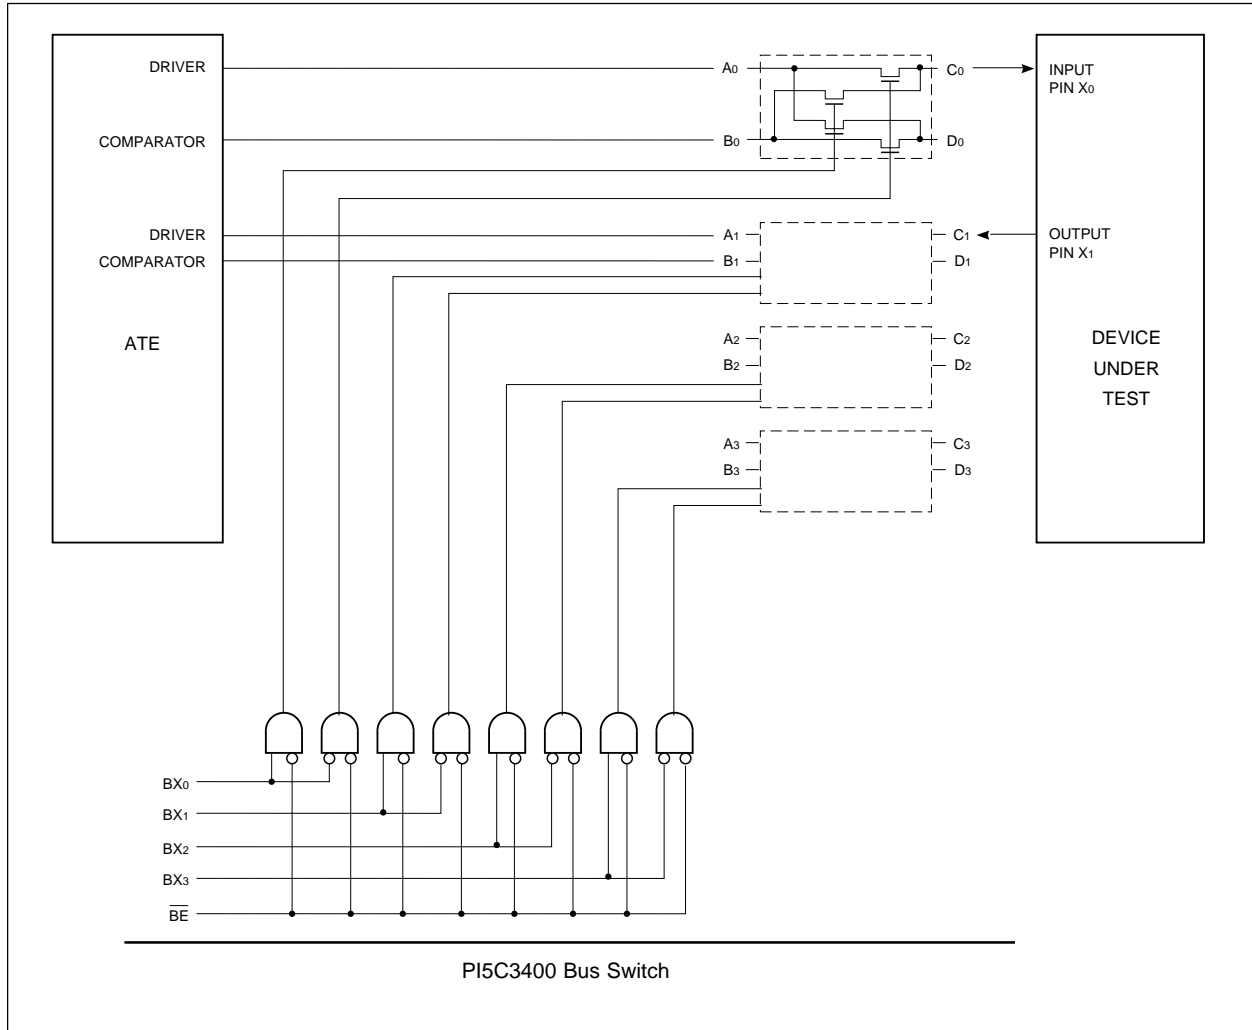 DRIVER
A0
C0
INPUT
PIN X0
COMPARATOR
B0
D0
DRIVER
A1
C1
OUTPUT
PIN X1
COMPARATOR
B1
D1
ATE
A2
C2
B2
D2
DEVICE
UNDER
TEST
A3
C3
B3
D3
BX0
BX1
BX2
BX3
BE
PI5C3400 Bus Switch